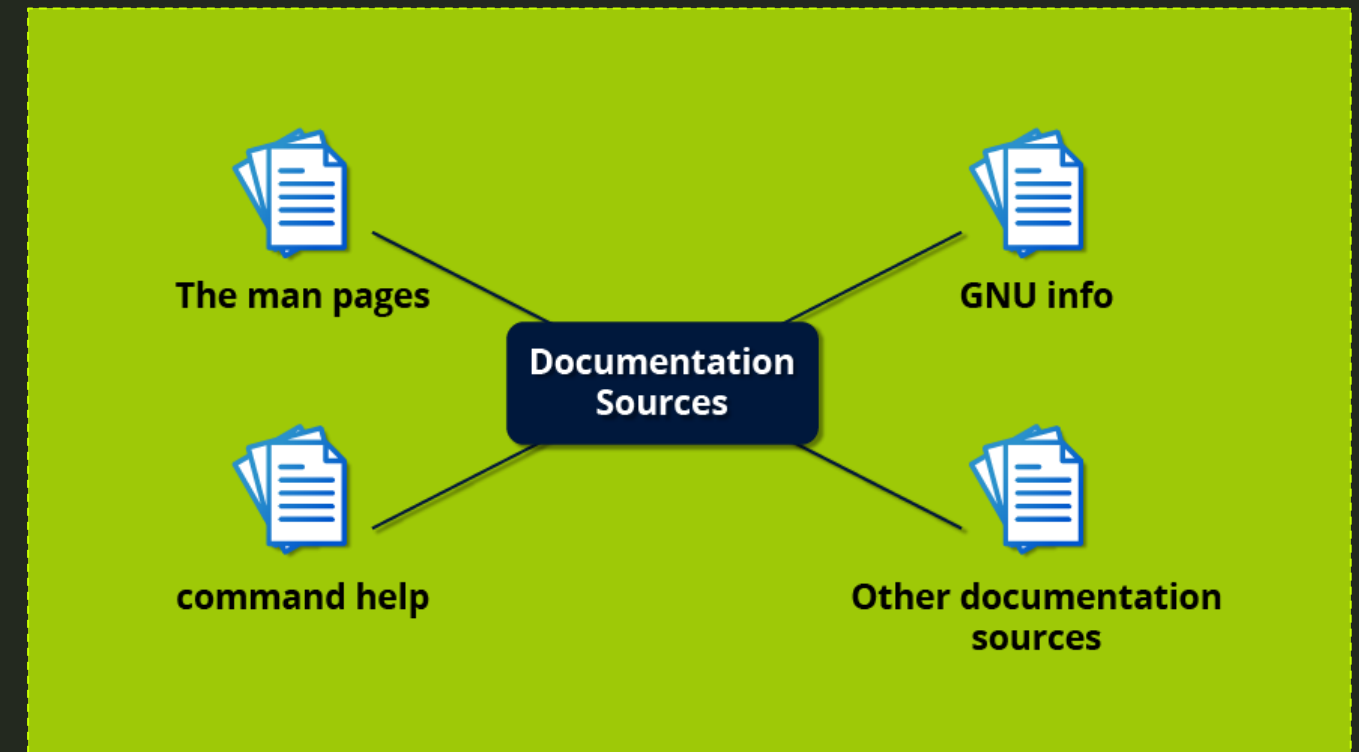 The man pages
GNU info
Documentation
Sources
command help
Other documentation
sources